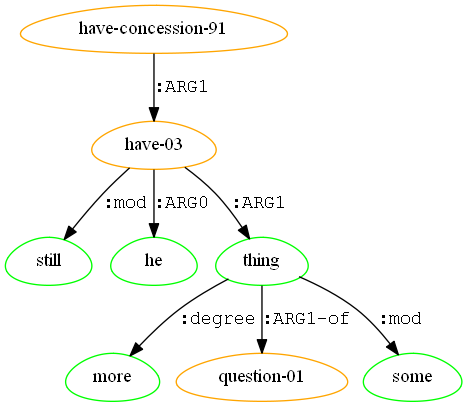 have-concession-91
:ARG1
have-03
:mod :ARG0 :ARG1
still he thing
:degree :ARG1-of :mod
more question-01 some